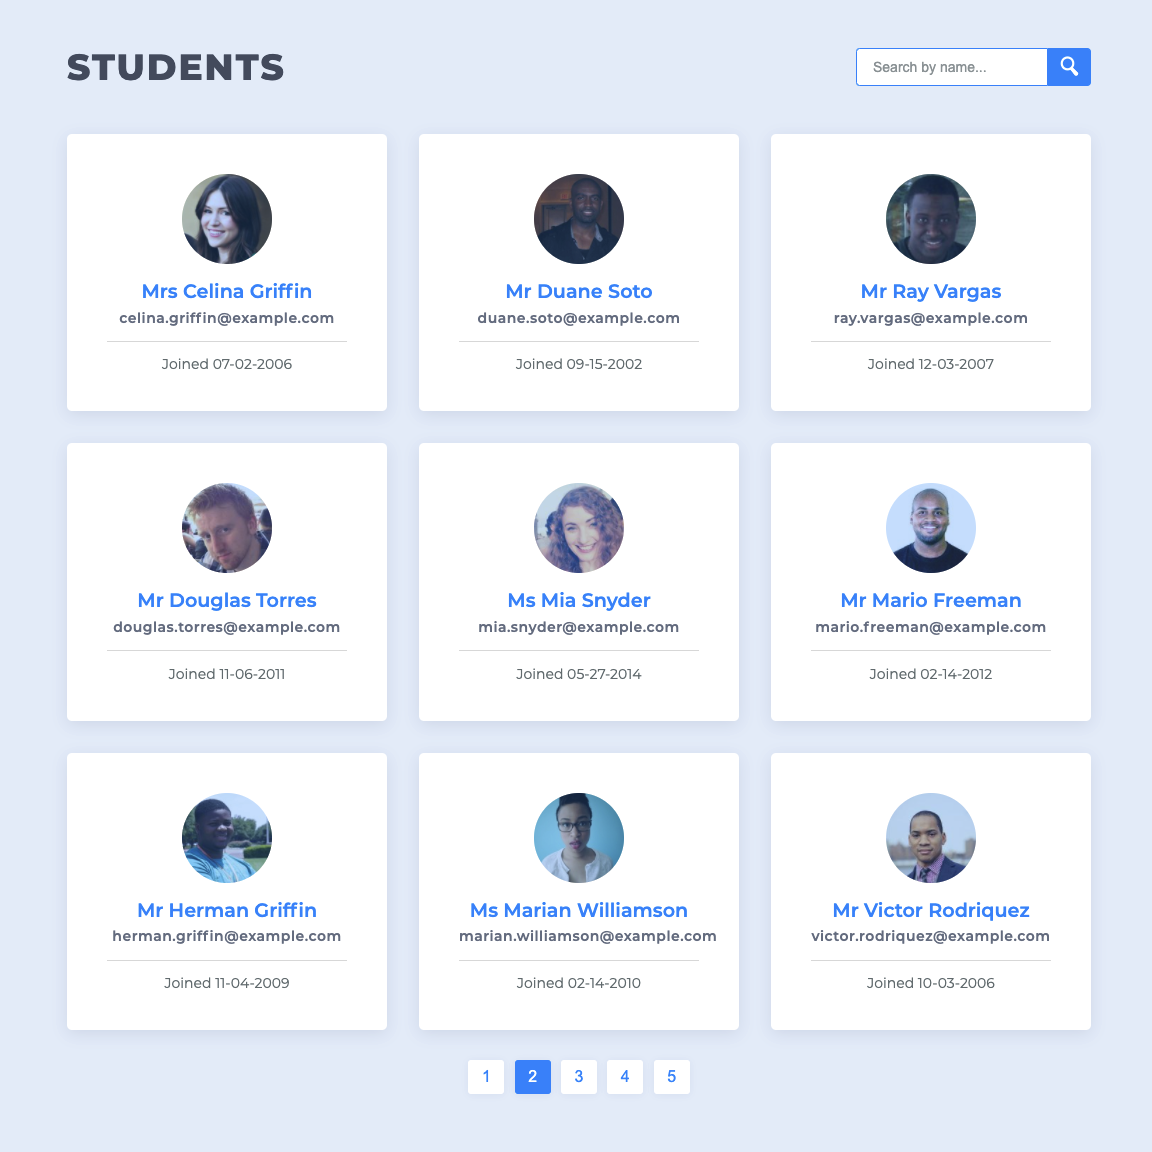 STUDENTS
Search by name...
Mrs Celina Griffin
celina.griffin@example.com
Joined 07-02-2006
Mr Duane Soto
duane.soto@example.com
Joined 09-15-2002
Mr Ray Vargas
ray.vargas@example.com
Joined 12-03-2007
Mr Douglas Torres
douglas.torres@example.com
Joined 11-06-2011
Ms Mia Snyder
mia.snyder@example.com
Joined 05-27-2014
Mr Mario Freeman
mario.freeman@example.com
Joined 02-14-2012
Mr Herman Griffin
herman.griffin@example.com
Joined 11-04-2009
Ms Marian Williamson
marian.williamson@example.com
Joined 02-14-2010
Mr Victor Rodriquez
victor.rodriquez@example.com
Joined 10-03-2006
1 2 3 4 5